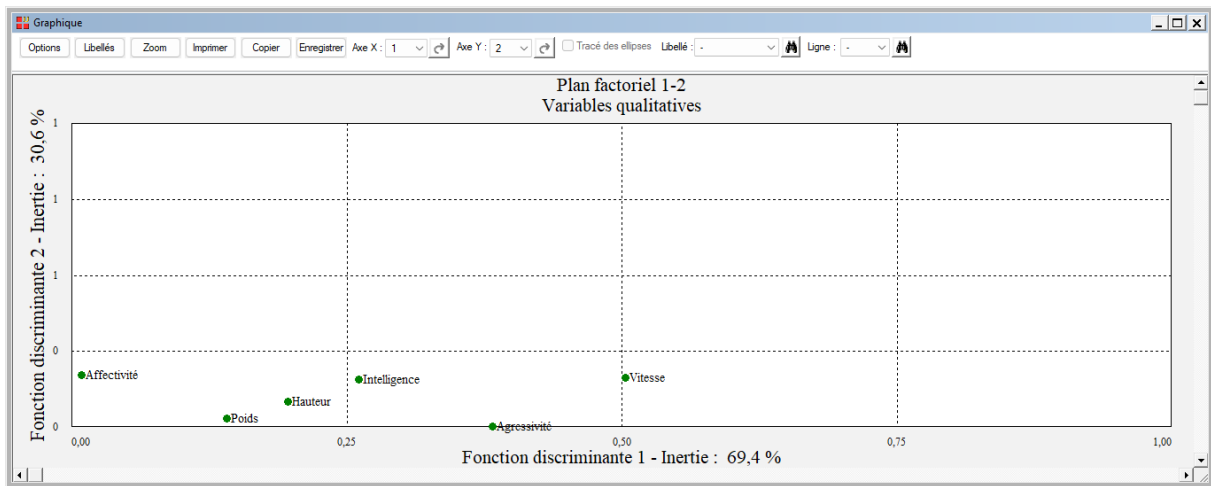 Graphique
Options Libellés Zoom Imprimer Copier Enregistrer Axe X : 1 Axe Y : 2 Tracé des ellipses Libellé : - Ligne : -
Plan factoriel 1-2
Variables qualitatives
Fonction discriminante 2 - Inertie : 30,6 %
1
1
1
0
0
Affectivité
Intelligence
Vitesse
Hauteur
Poids
Agressivité
0,00 0,25 0,50 0,75 1,00
Fonction discriminante 1 - Inertie : 69,4 %